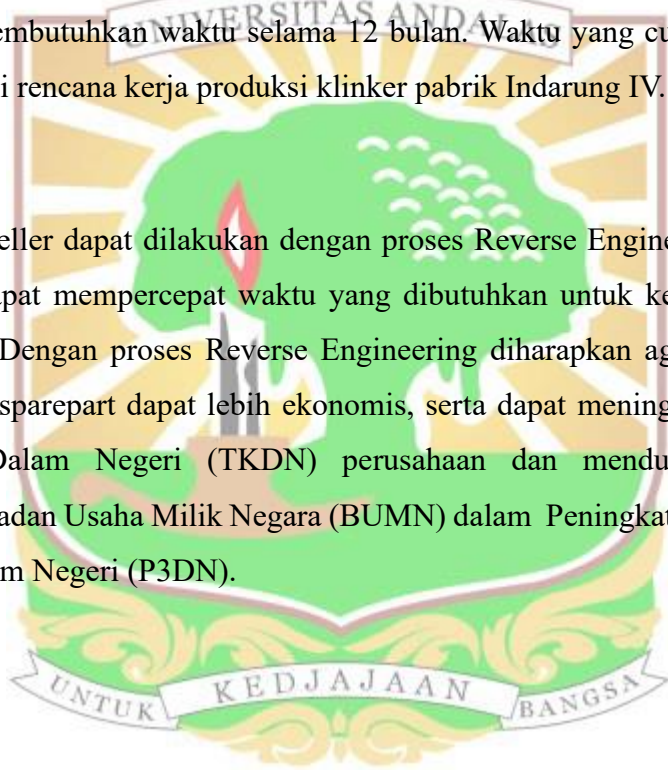 UNIVERSITAS ANDALAS
embutuhkan waktu selama 12 bulan. Waktu yang cu
i rencana kerja produksi klinker pabrik Indarung IV.
eller dapat dilakukan dengan proses Reverse Engine
apat mempercepat waktu yang dibutuhkan untuk ke
Dengan proses Reverse Engineering diharapkan ag
sparepart dapat lebih ekonomis, serta dapat mening
Dalam Negeri (TKDN) perusahaan dan mendu
adan Usaha Milik Negara (BUMN) dalam Peningkat
m Negeri (P3DN).
UNTUK KEDJAJAAN BANGSA